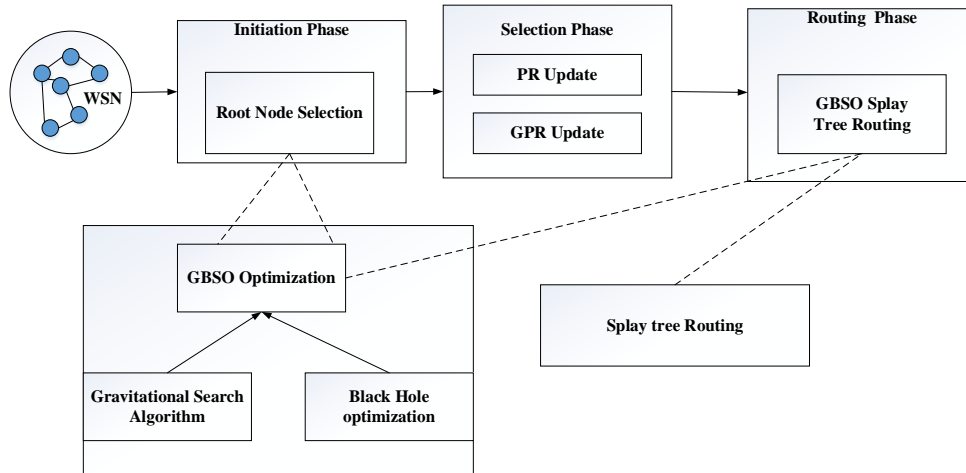 Initiation Phase
Selection Phase
Routing Phase
WSN
Root Node Selection
PR Update
GPR Update
GBSO Splay
Tree Routing
GBSO Optimization
Splay tree Routing
Gravitational Search
Algorithm
Black Hole
optimization